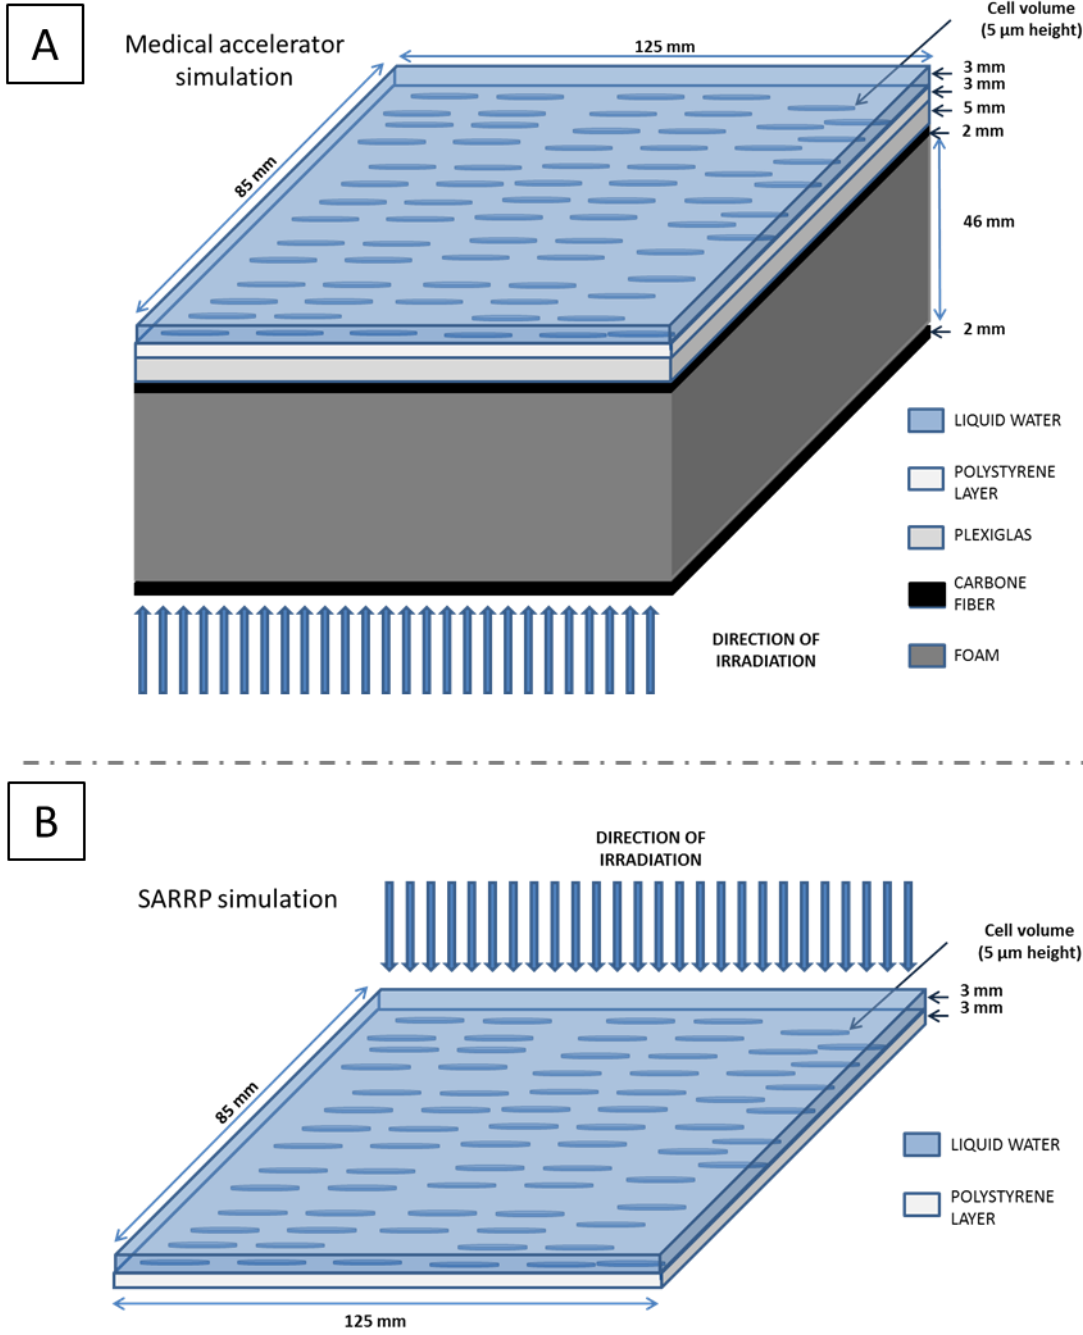 A
Medical accelerator
simulation
Cell volume
(5 µm height)
125 mm
3 mm
3 mm
5 mm
2 mm
85 mm
46 mm
2 mm
LIQUID WATER
POLYSTYRENE
LAYER
PLEXIGLAS
CARBONE
FIBER
FOAM
DIRECTION OF
IRRADIATION
B
DIRECTION OF
IRRADIATION
SARRP simulation
Cell volume
(5 µm height)
3 mm
3 mm
85 mm
LIQUID WATER
POLYSTYRENE
LAYER
125 mm